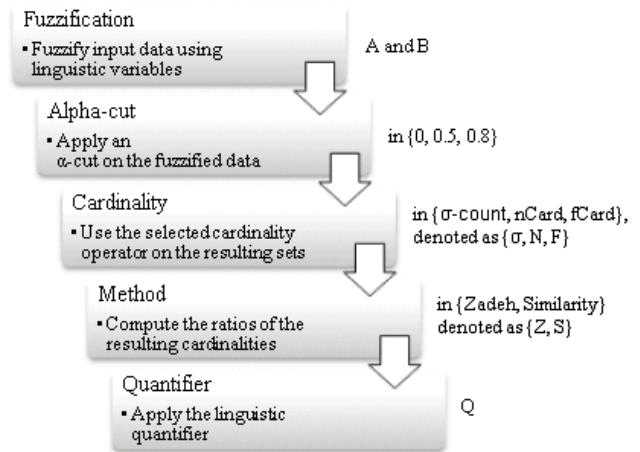 Fuzzification
▪ Fuzzify input data using
linguistic variables
A and B
Alpha-cut
▪ Apply an
α-cut on the fuzzified data
in {0, 0.5, 0.8}
Cardinality
▪ Use the selected cardinality
operator on the resulting sets
in {σ-count, nCard, fCard},
denoted as {σ, N, F}
Method
▪ Compute the ratios of the
resulting cardinalities
in {Zadeh, Similarity}
denoted as {Z, S}
Quantifier
▪ Apply the linguistic
quantifier
Q